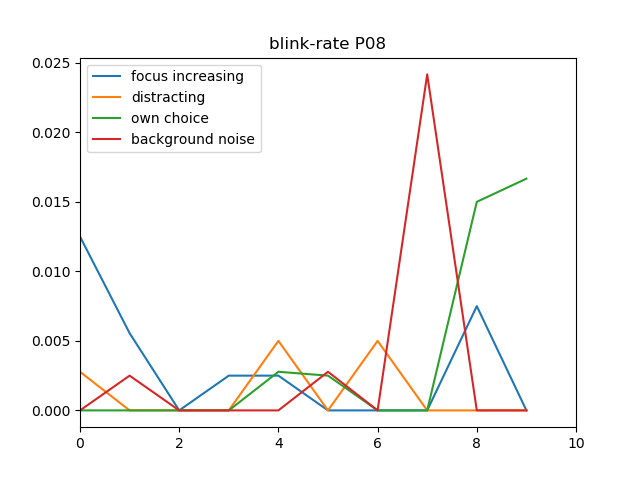 blink-rate P08
0.025
0.020
0.015
0.010
0.005
0.000
focus increasing
distracting
own choice
background noise
0 2 4 6 8 10